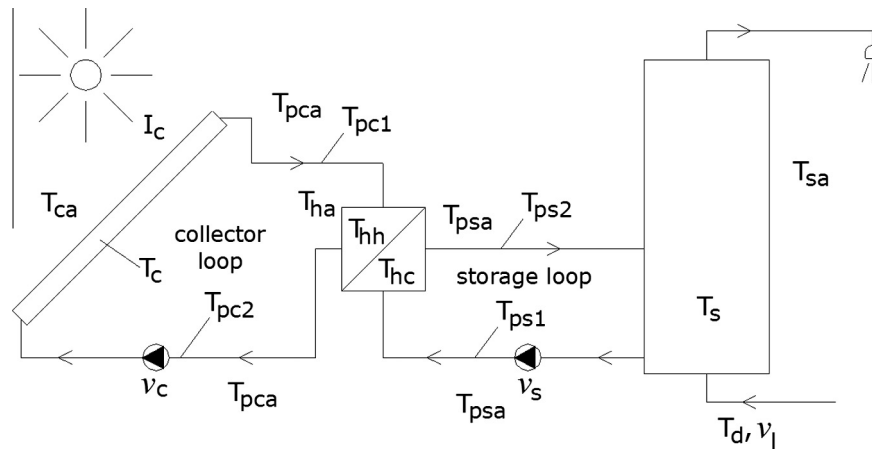 I_c
T_pca
T_pc1
T_ca
T_ha
T_psa
T_ps2
T_sa
collector
loop
T_hh
T_hc
storage loop
T_c
T_pc2
T_ps1
T_s
v_c
T_pca
v_s
T_psa
T_d, v_l